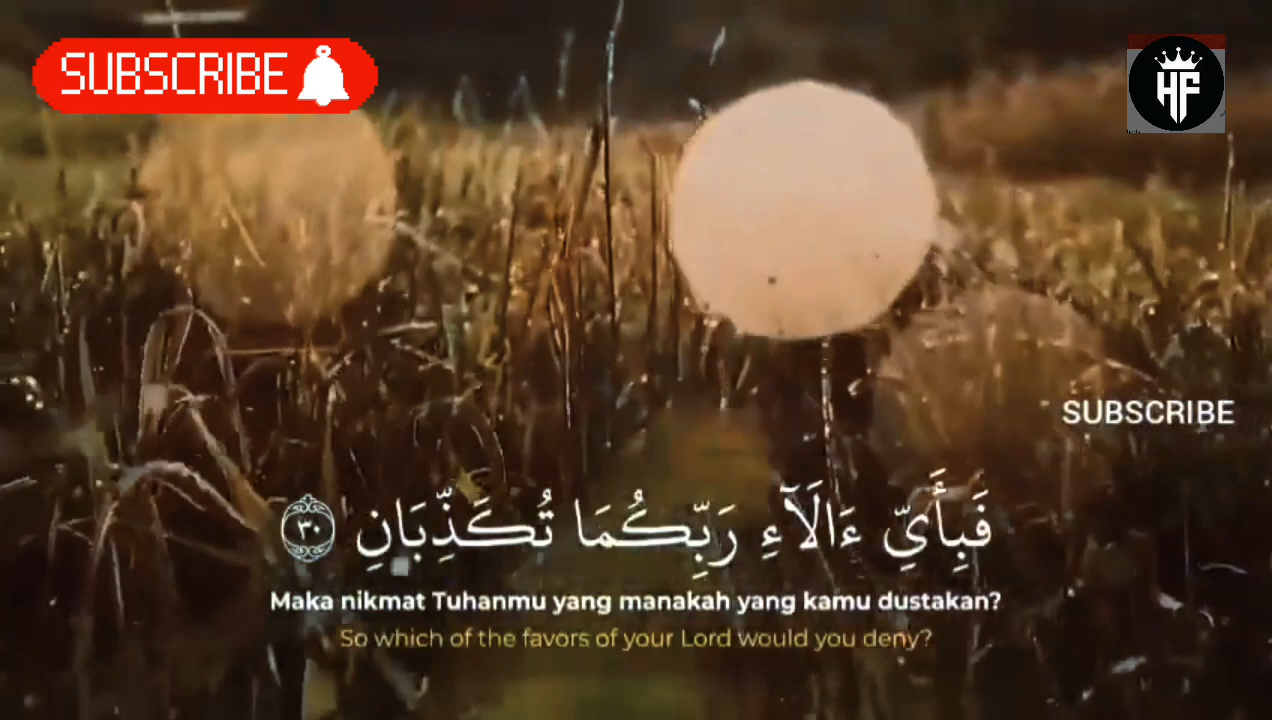 SUBSCRIBE
HF
SUBSCRIBE
فَبِأَيِّ ءَالَآءِ رَبِّكُمَا تُكَذِّبَانِ ٣٠
Maka nikmat Tuhanmu yang manakah yang kamu dustakan?
So which of the favors of your Lord would you deny?